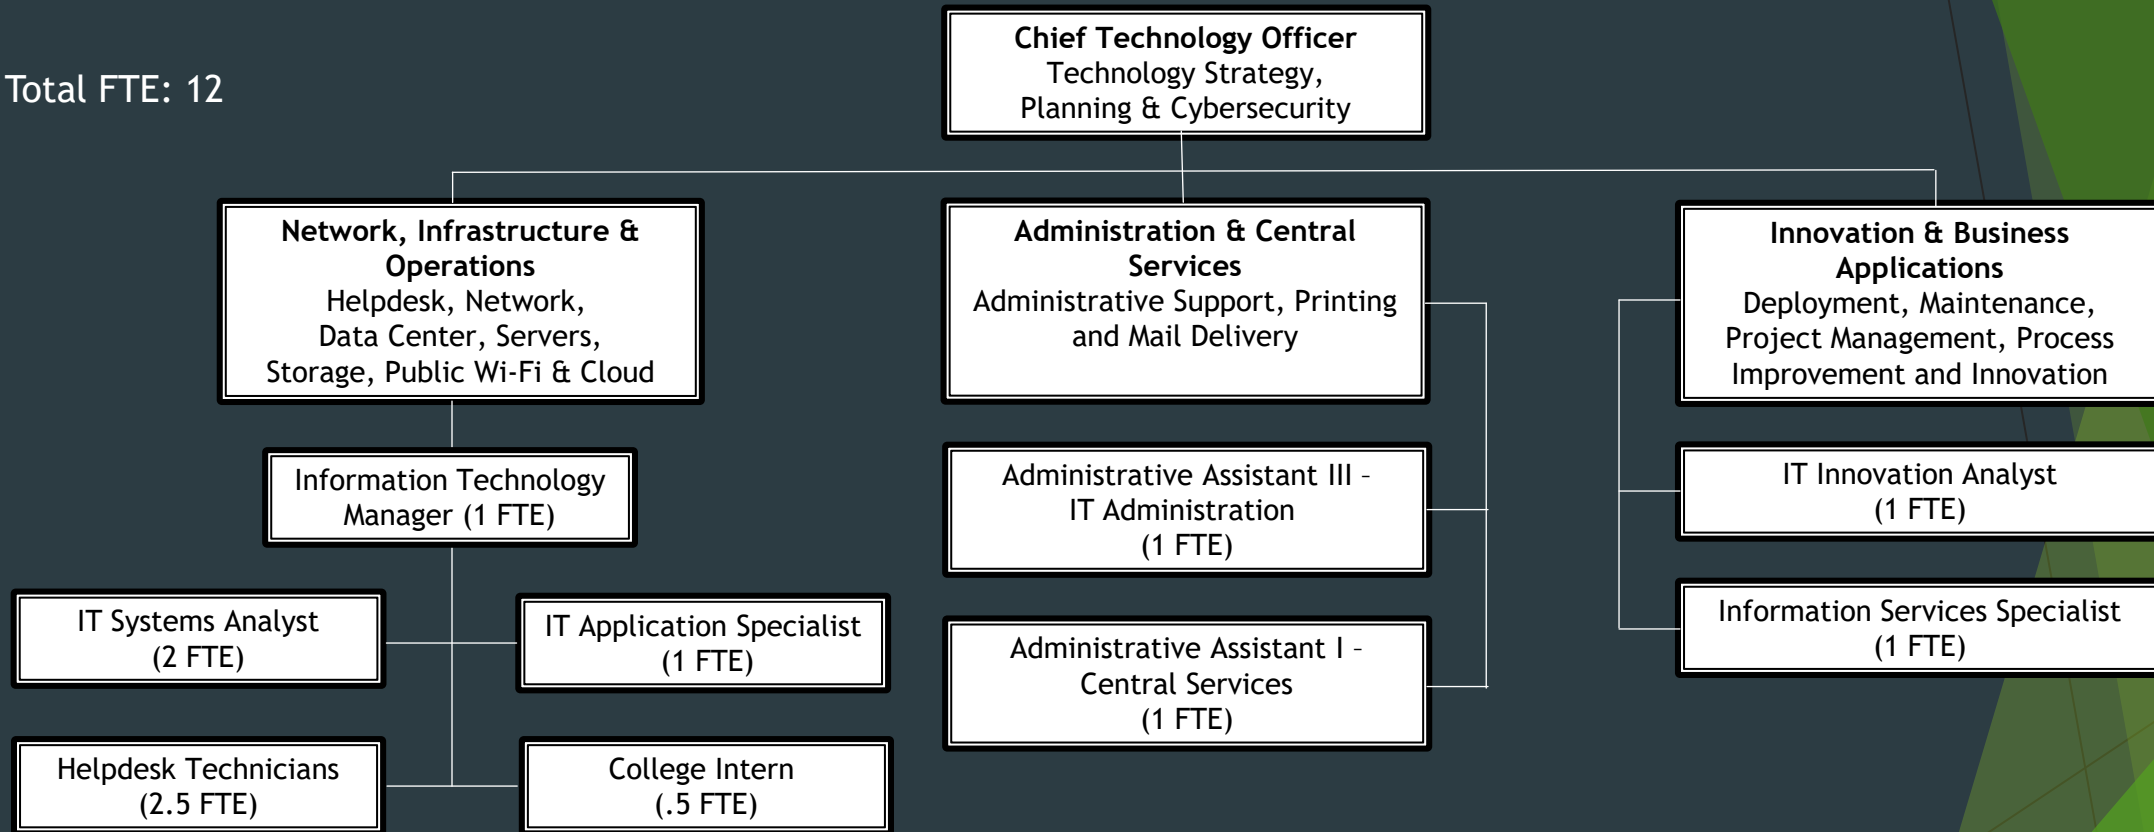 Total FTE: 12
Chief Technology Officer
Technology Strategy,
Planning & Cybersecurity
Network, Infrastructure &
Operations
Helpdesk, Network,
Data Center, Servers,
Storage, Public Wi-Fi & Cloud
Information Technology
Manager (1 FTE)
IT Systems Analyst
(2 FTE)
IT Application Specialist
(1 FTE)
Helpdesk Technicians
(2.5 FTE)
College Intern
(.5 FTE)
Administration & Central
Services
Administrative Support, Printing
and Mail Delivery
Administrative Assistant III –
IT Administration
(1 FTE)
Administrative Assistant I –
Central Services
(1 FTE)
Innovation & Business
Applications
Deployment, Maintenance,
Project Management, Process
Improvement and Innovation
IT Innovation Analyst
(1 FTE)
Information Services Specialist
(1 FTE)